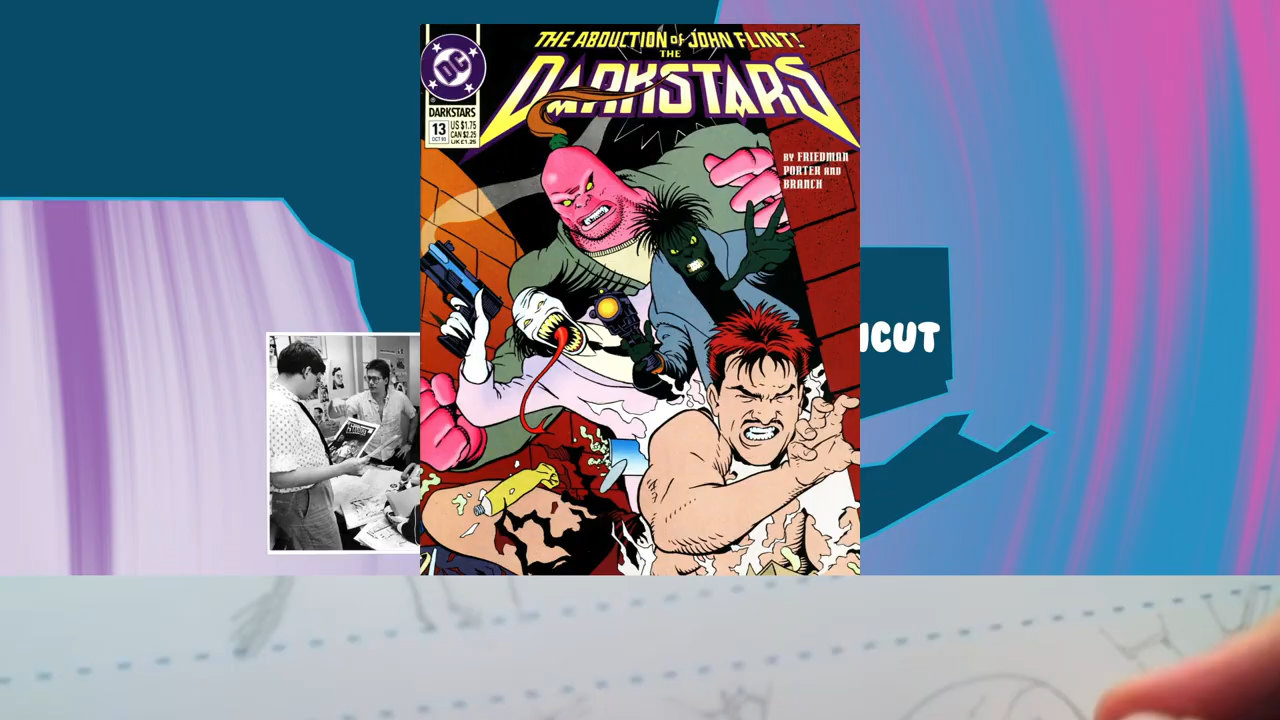 THE ABDUCTION of JOHN FLINT!
THE
DARKSTARS
DC
DARKSTARS
13
OCT 93
US $1.75
CAN $2.25
UK £1.25
BY FRIEDMAN
PORTER AND
BRANCH